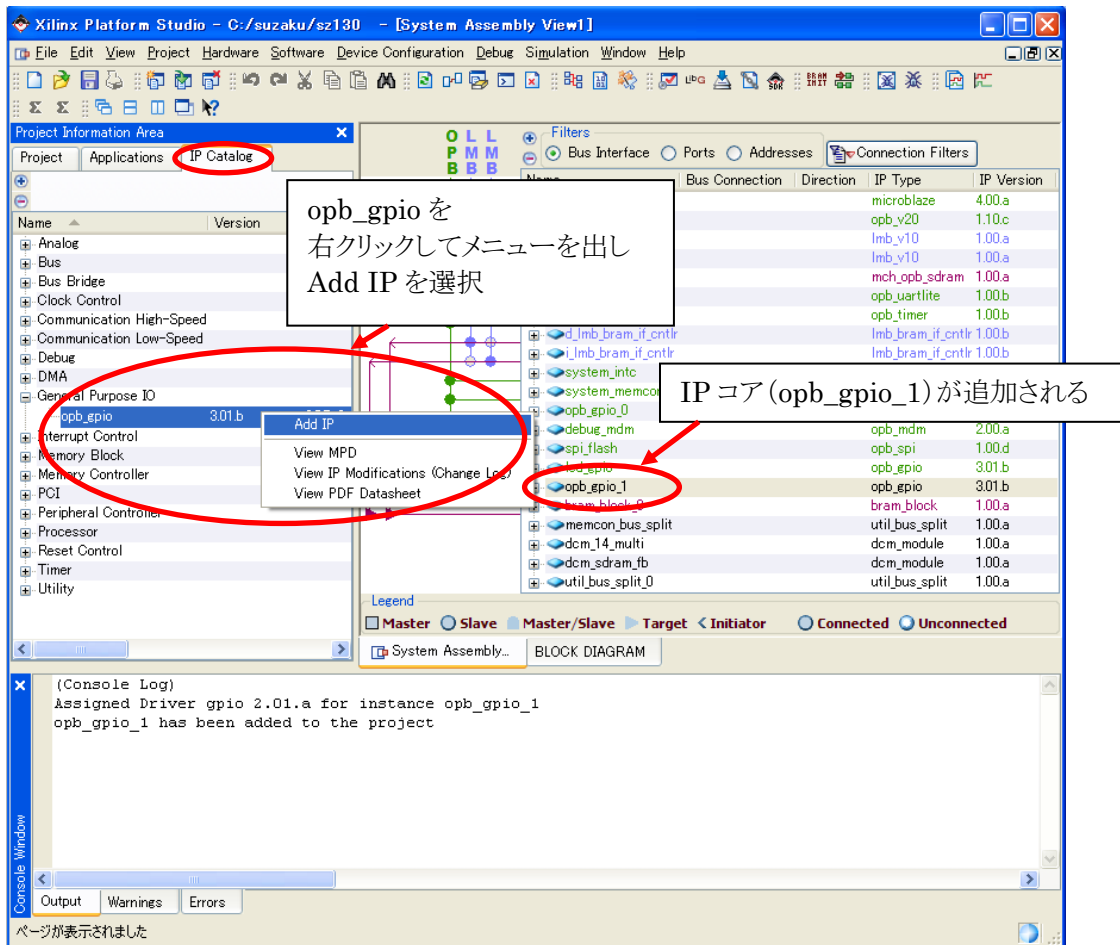 Xilinx Platform Studio - C:/suzaku/sz130 - [System Assembly View1]
File Edit View Project Hardware Software Device Configuration Debug Simulation Window Help
Project Information Area
Project Applications IP Catalog
Name Version
Analog
Bus
Bus Bridge
Clock Control
Communication High-Speed
Communication Low-Speed
Debug
DMA
General Purpose IO
opb_gpio 3.01.b
Interrupt Control
Memory Block
Memory Controller
PCI
Peripheral Controller
Processor
Reset Control
Timer
Utility
Add IP
View MPD
View IP Modifications (Change Log)
View PDF Datasheet
opb_gpio を
右クリックしてメニューを出し
Add IP を選択
O L L
P M M
B B B
Filters
Bus Interface Ports Addresses Connection Filters
Name Bus Connection Direction IP Type IP Version
microblaze 4.00.a
opb_v20 1.10.c
lmb_v10 1.00.a
lmb_v10 1.00.a
mch_opb_sdram 1.00.a
opb_uartlite 1.00.b
opb_timer 1.00.b
d_lmb_bram_if_cntlr lmb_bram_if_cntlr 1.00.b
i_lmb_bram_if_cntlr lmb_bram_if_cntlr 1.00.b
system_intc
system_memcon
opb_gpio_0
IP コア(opb_gpio_1)が追加される
debug_mdm opb_mdm 2.00.a
spi_flash opb_spi 1.00.d
led_gpio opb_gpio 3.01.b
opb_gpio_1 opb_gpio 3.01.b
bram_block_0 bram_block 1.00.a
memcon_bus_split util_bus_split 1.00.a
dcm_14_multi dcm_module 1.00.a
dcm_sdram_fb dcm_module 1.00.a
util_bus_split_0 util_bus_split 1.00.a
Legend
Master Slave Master/Slave Target Initiator Connected Unconnected
System Assembly... BLOCK DIAGRAM
(Console Log)
Assigned Driver gpio 2.01.a for instance opb_gpio_1
opb_gpio_1 has been added to the project
Console Window
Output Warnings Errors
ページが表示されました